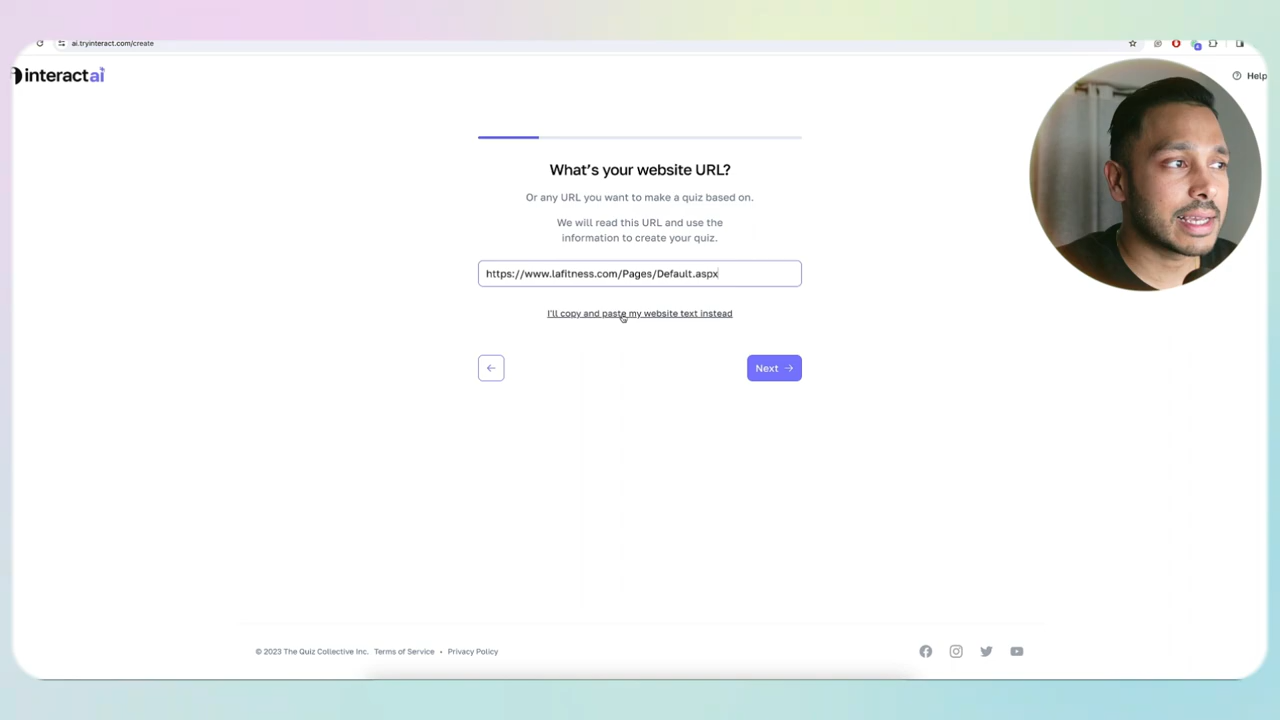 ai.tryinteract.com/create
interact ai
Help
What's your website URL?
Or any URL you want to make a quiz based on.
We will read this URL and use the
information to create your quiz.
https://www.lafitness.com/Pages/Default.aspx
I'll copy and paste my website text instead
Next
© 2023 The Quiz Collective Inc. Terms of Service • Privacy Policy